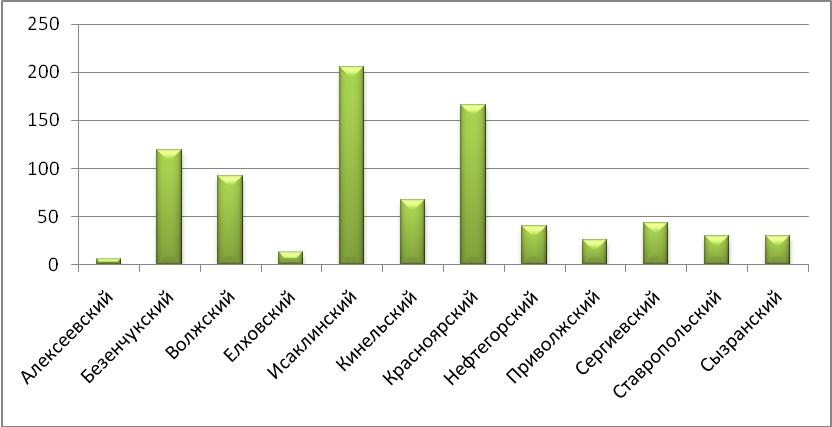 250
200
150
100
50
0
Алексеевский
Безенчукский
Волжский
Елховский
Исаклинский
Кинельский
Красноярский
Нефтегорский
Приволжский
Сергиевский
Ставропольский
Сызранский